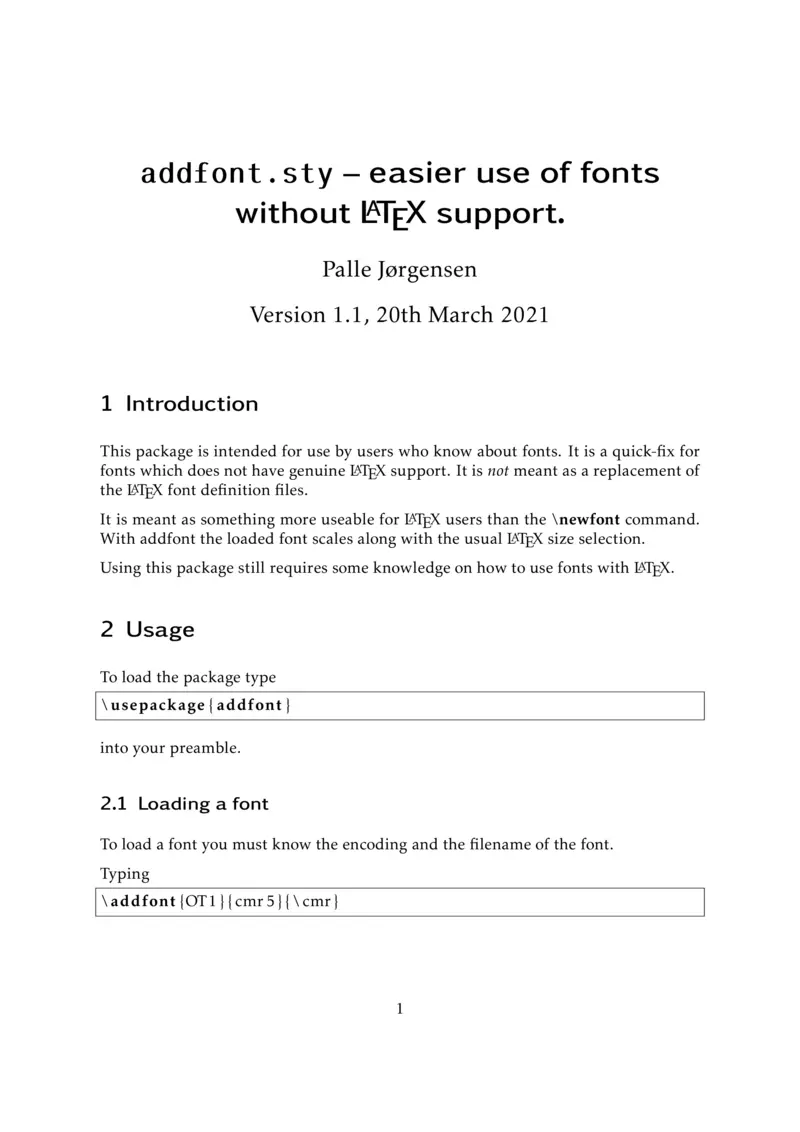 addfont.sty – easier use of fonts
without LATEX support.
Palle Jørgensen
Version 1.1, 20th March 2021
1 Introduction
This package is intended for use by users who know about fonts. It is a quick-fix for
fonts which does not have genuine LATEX support. It is not meant as a replacement of
the LATEX font definition files.
It is meant as something more useable for LATEX users than the \newfont command.
With addfont the loaded font scales along with the usual LATEX size selection.
Using this package still requires some knowledge on how to use fonts with LATEX.
2 Usage
To load the package type
\usepackage{addfont}
into your preamble.
2.1 Loading a font
To load a font you must know the encoding and the filename of the font.
Typing
\addfont{OT1}{cmr5}{\cmr}
1